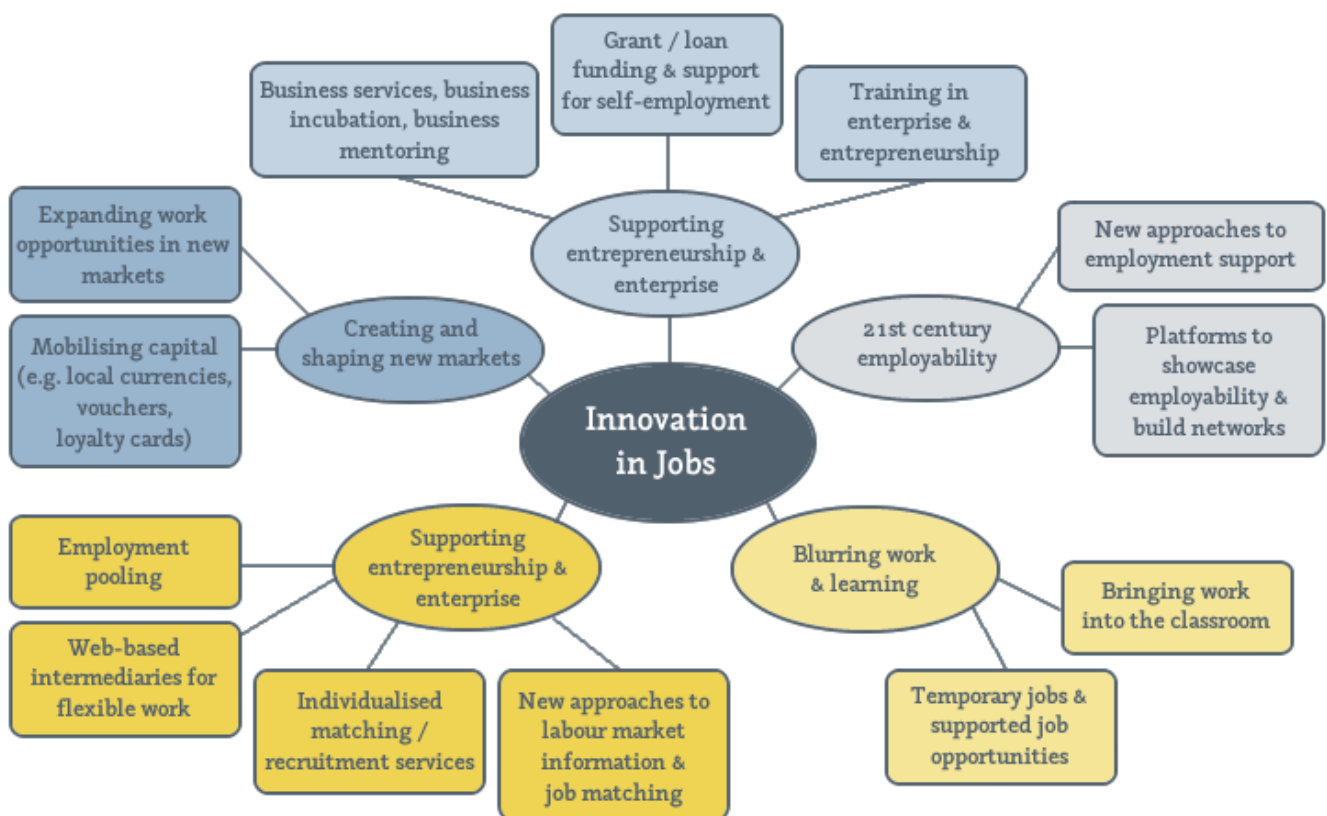 Grant / loan
funding & support
for self-employment
Business services, business
incubation, business
mentoring
Training in
enterprise &
entrepreneurship
Supporting
entrepreneurship &
enterprise
Expanding work
opportunities in new
markets
Mobilising capital
(e.g. local currencies,
vouchers,
loyalty cards)
Creating and
shaping new markets
21st century
employability
New approaches to
employment support
Platforms to
showcase
employability &
build networks
Innovation
in Jobs
Employment
pooling
Web-based
intermediaries for
flexible work
Supporting
entrepreneurship &
enterprise
Individualised
matching /
recruitment services
New approaches to
labour market
information &
job matching
Blurring work
& learning
Bringing work
into the classroom
Temporary jobs &
supported job
opportunities